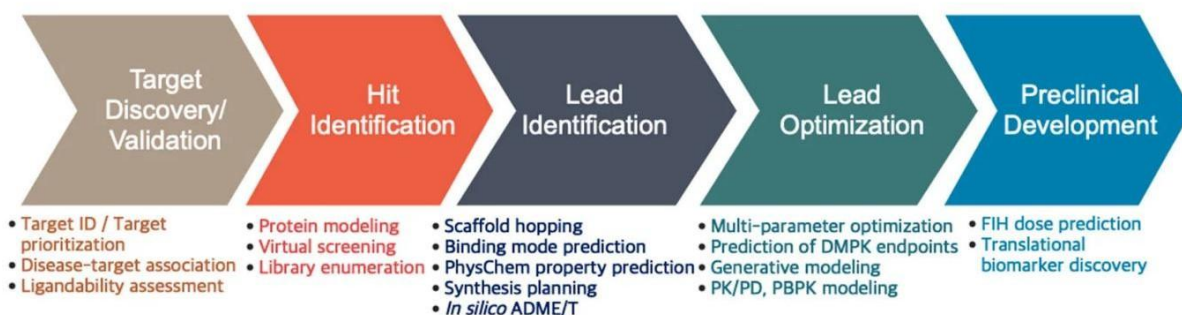 Target
Discovery/
Validation
Hit
Identification
Lead
Identification
Lead
Optimization
Preclinical
Development
• Target ID / Target
prioritization
• Disease-target association
• Ligandability assessment
• Protein modeling
• Virtual screening
• Library enumeration
• Scaffold hopping
• Binding mode prediction
• PhysChem property prediction
• Synthesis planning
• In silico ADME/T
• Multi-parameter optimization
• Prediction of DMPK endpoints
• Generative modeling
• PK/PD, PBPK modeling
• FIH dose prediction
• Translational
biomarker discovery